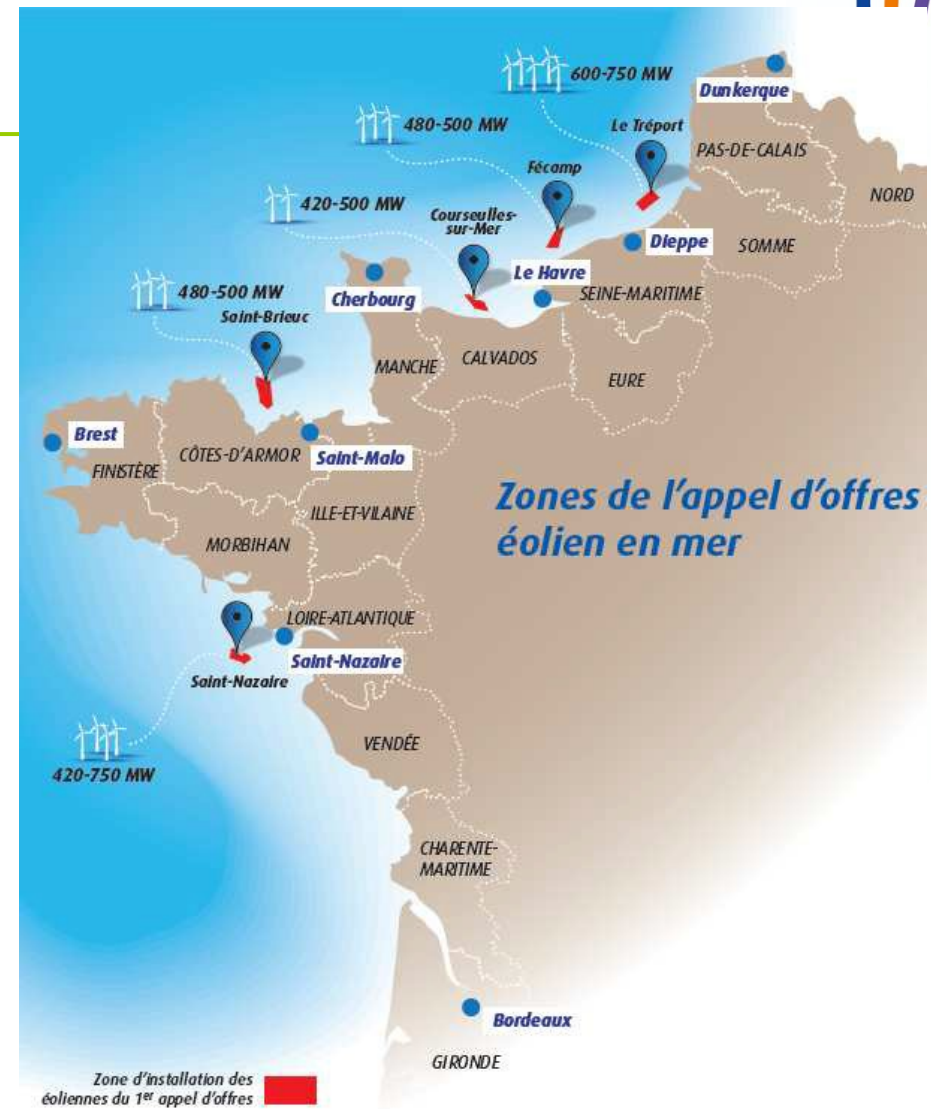 600-750 MW
Dunkerque
480-500 MW
Le Tréport
PAS-DE-CALAIS
Fécamp
NORD
420-500 MW
Courseulles-
sur-Mer
Dieppe
SOMME
Le Havre
480-500 MW
Cherbourg
SEINE-MARITIME
Saint-Brieuc
MANCHE
CALVADOS
EURE
Brest
FINISTÈRE
CÔTES-D'ARMOR
Saint-Malo
Zones de l'appel d'offres
éolien en mer
ILLE-ET-VILAINE
MORBIHAN
LOIRE-ATLANTIQUE
Saint-Nazaire
Saint-Nazaire
VENDÉE
420-750 MW
CHARENTE-
MARITIME
Bordeaux
GIRONDE
Zone d'installation des
éoliennes du 1er appel d'offres